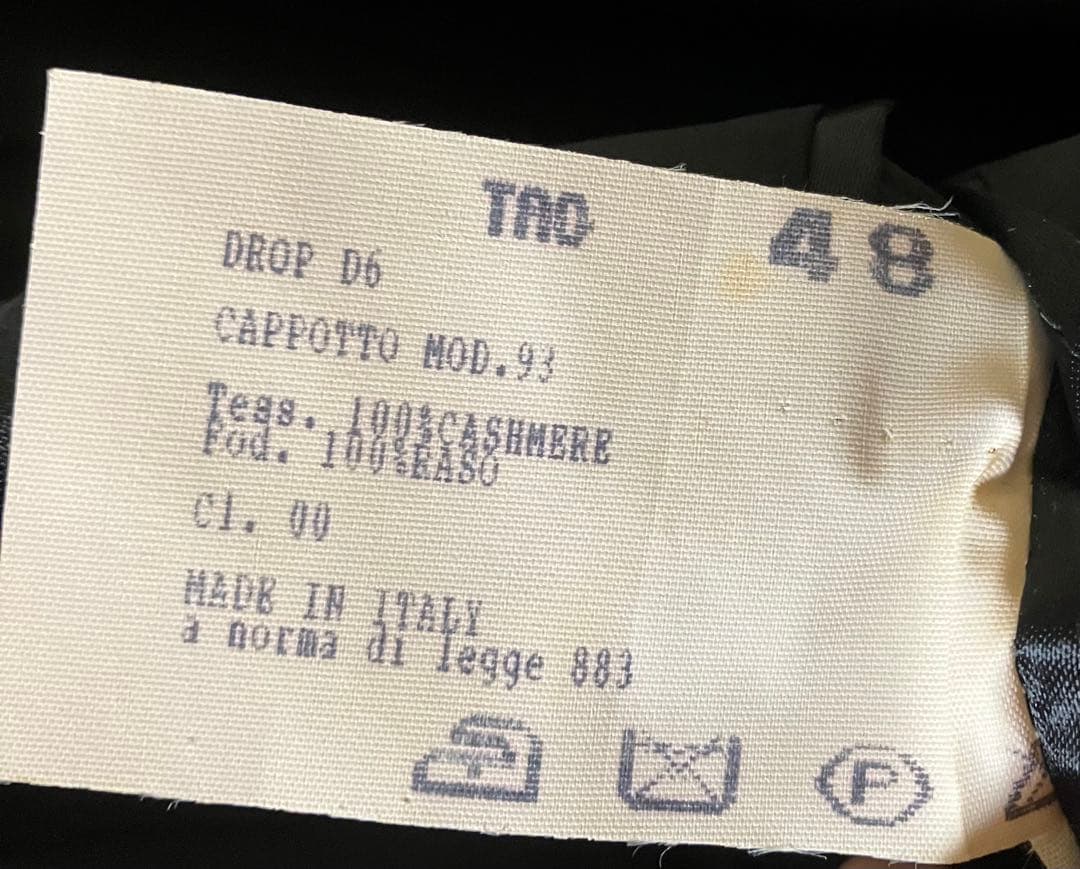 TAO 48
DROP D6
CAPPOTTO MOD.93
Tess. 100%CASHMERE
Fod. 100%RASO
Cl. 00
MADE IN ITALY
a norma di legge 883
P